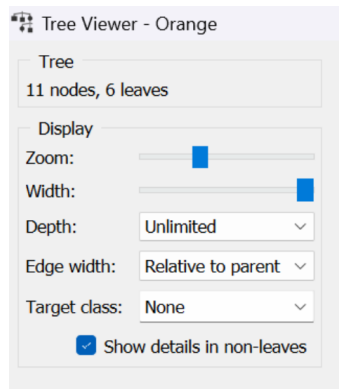 Tree Viewer - Orange
Tree
11 nodes, 6 leaves
Display
Zoom:
Width:
Depth: Unlimited
Edge width: Relative to parent
Target class: None
Show details in non-leaves